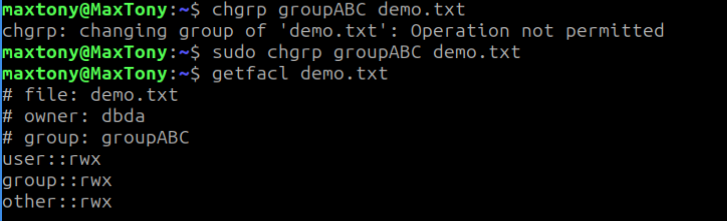 maxtony@MaxTony:~$ chgrp groupABC demo.txt
chgrp: changing group of 'demo.txt': Operation not permitted
maxtony@MaxTony:~$ sudo chgrp groupABC demo.txt
maxtony@MaxTony:~$ getfacl demo.txt
# file: demo.txt
# owner: dbda
# group: groupABC
user::rwx
group::rwx
other::rwx